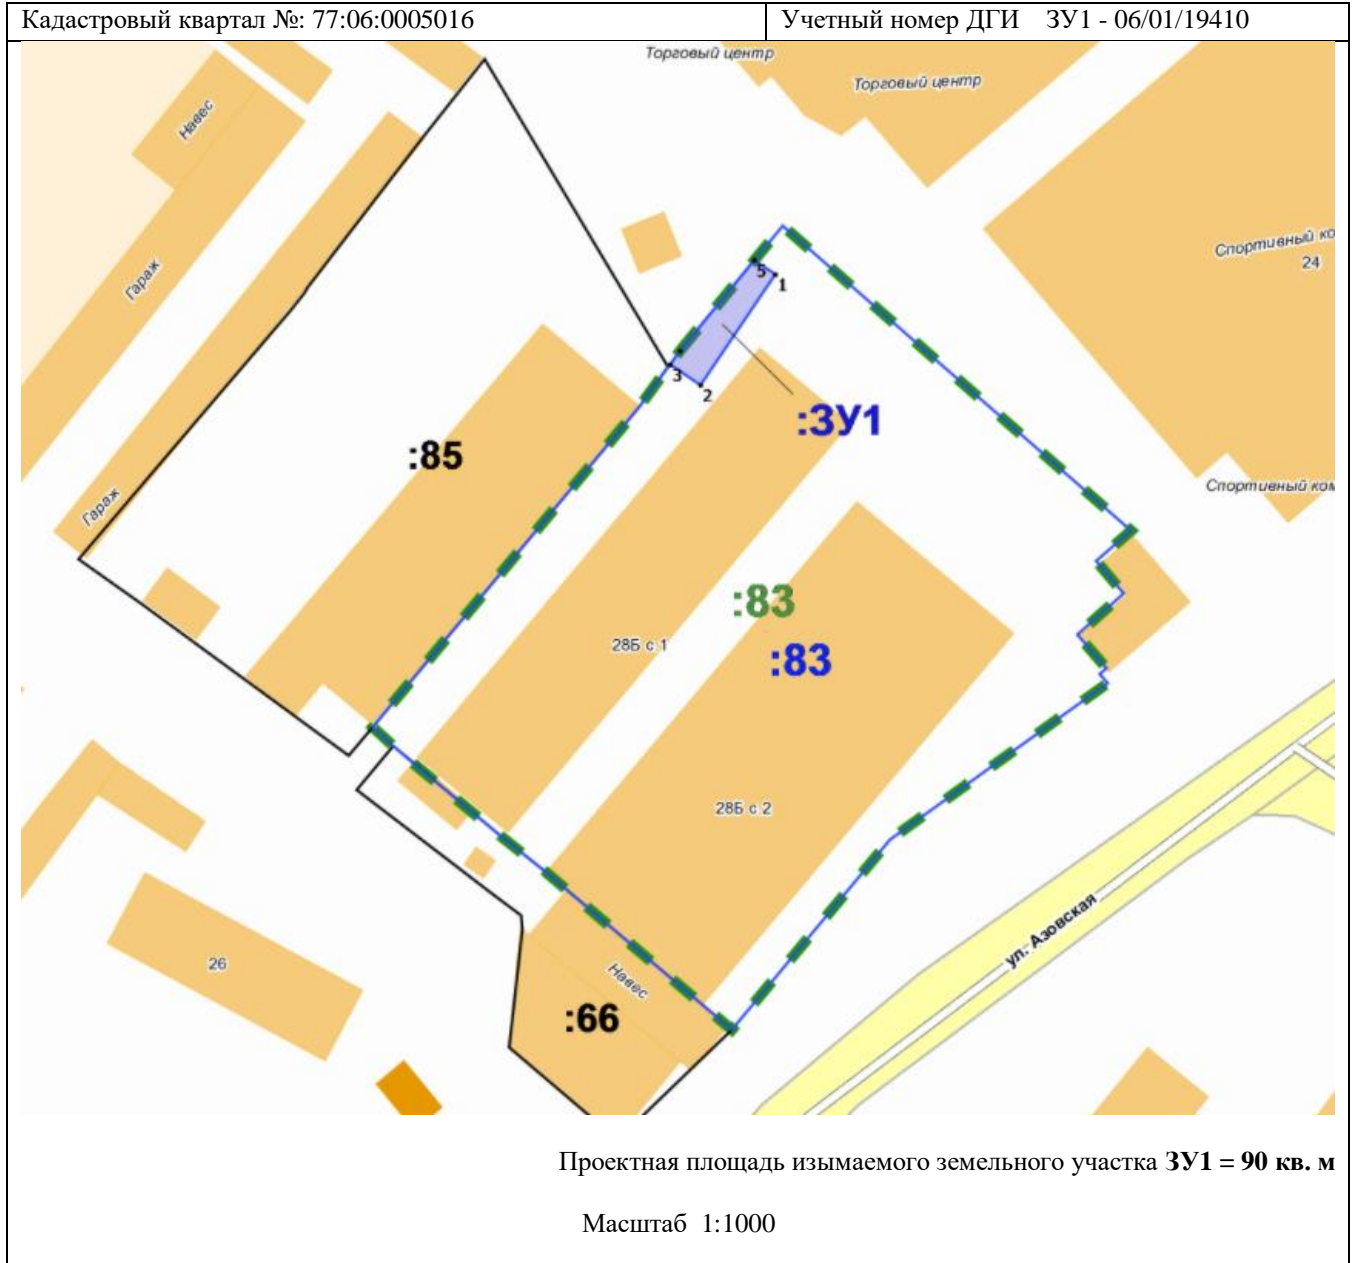 Кадастровый квартал №: 77:06:0005016
Учетный номер ДГИ ЗУ1 - 06/01/19410
Торговый центр
Торговый центр
Навес
Спортивный ко
24
Гараж
5
1
3
2
:ЗУ1
:85
Спортивный ком
Гараж
:83
28Б с 1
:83
28Б с 2
ул. Азовская
26
Навес
:66
Проектная площадь изымаемого земельного участка ЗУ1 = 90 кв. м
Масштаб 1:1000